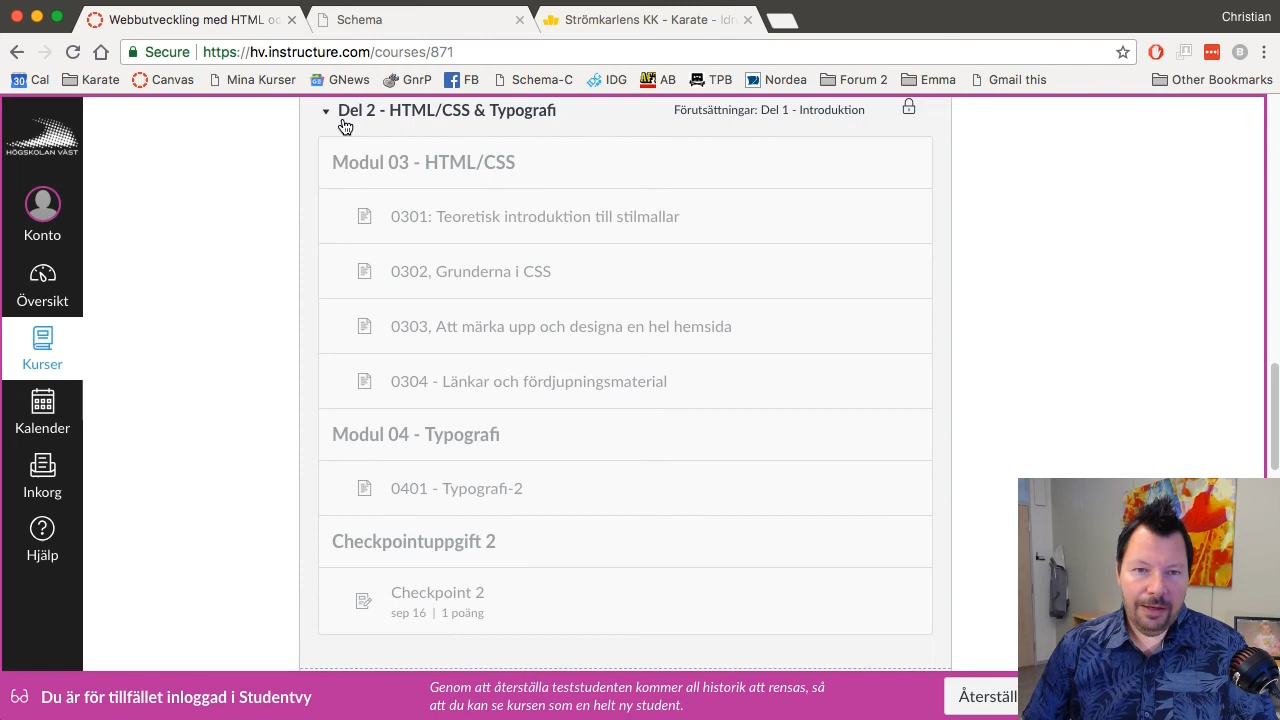 Webbutveckling med HTML oc
Schema
Strömkarlens KK - Karate - Idr
Christian
Secure
https://hv.instructure.com/courses/871
30 Cal
Karate
Canvas
Mina Kurser
GNews
GnrP
FB
Schema-C
IDG
AB
TTB
Nordea
Forum 2
Emma
Gmail this
Other Bookmarks
HÖGSKOLAN VÄST
Konto
Översikt
Kurser
Kalender
Inkorg
Hjälp
Del 2 - HTML/CSS & Typografi
Förutsättningar: Del 1 - Introduktion
Modul 03 - HTML/CSS
0301: Teoretisk introduktion till stilmallar
0302, Grunderna i CSS
0303, Att märka upp och designa en hel hemsida
0304 - Länkar och fördjupningsmaterial
Modul 04 - Typografi
0401 - Typografi-2
Checkpointuppgift 2
Checkpoint 2
sep 16 | 1 poäng
Du är för tillfället inloggad i Studentvy
Genom att återställa teststudenten kommer all historik att rensas, så
att du kan se kursen som en helt ny student.
Återställ